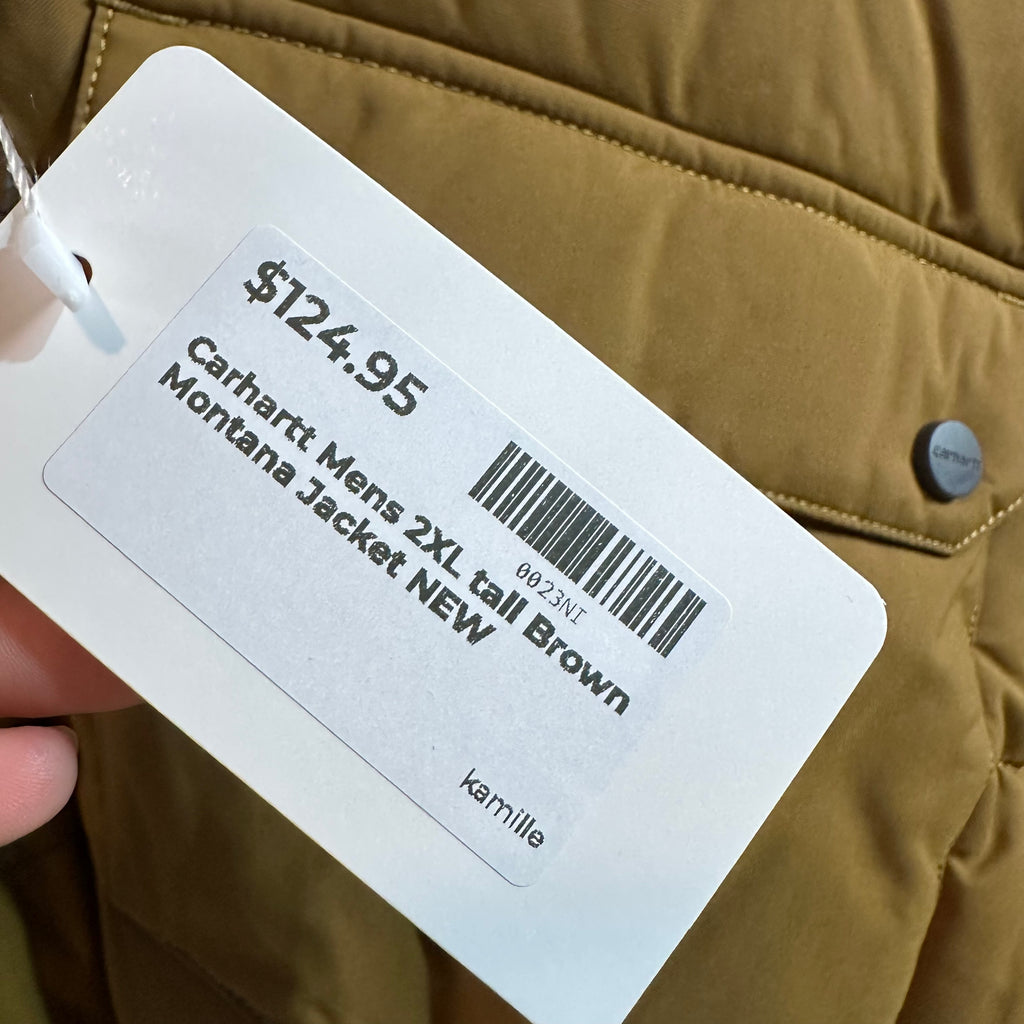 $124.95
Carhartt Mens 2XL tall Brown
Montana Jacket NEW
0023NI
kamille
carhartt